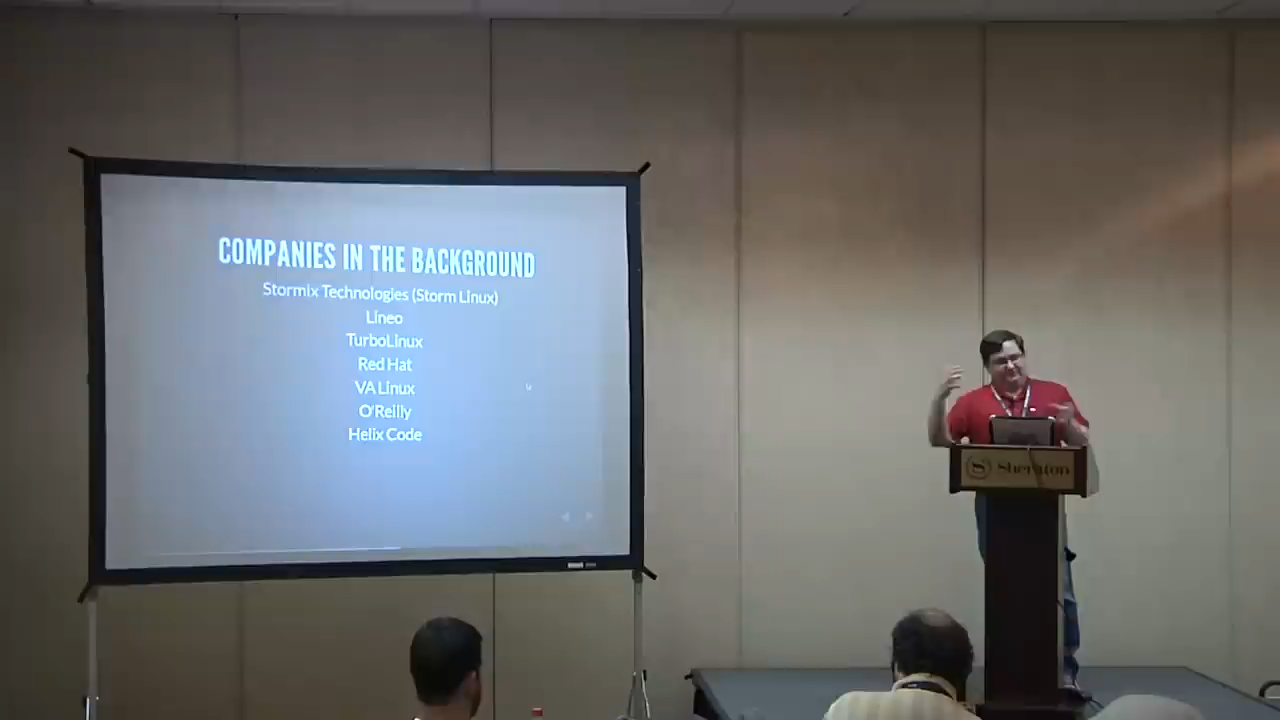 COMPANIES IN THE BACKGROUND
Stormix Technologies (Storm Linux)
Lineo
TurboLinux
Red Hat
VA Linux
O'Reilly
Helix Code
S Sheraton